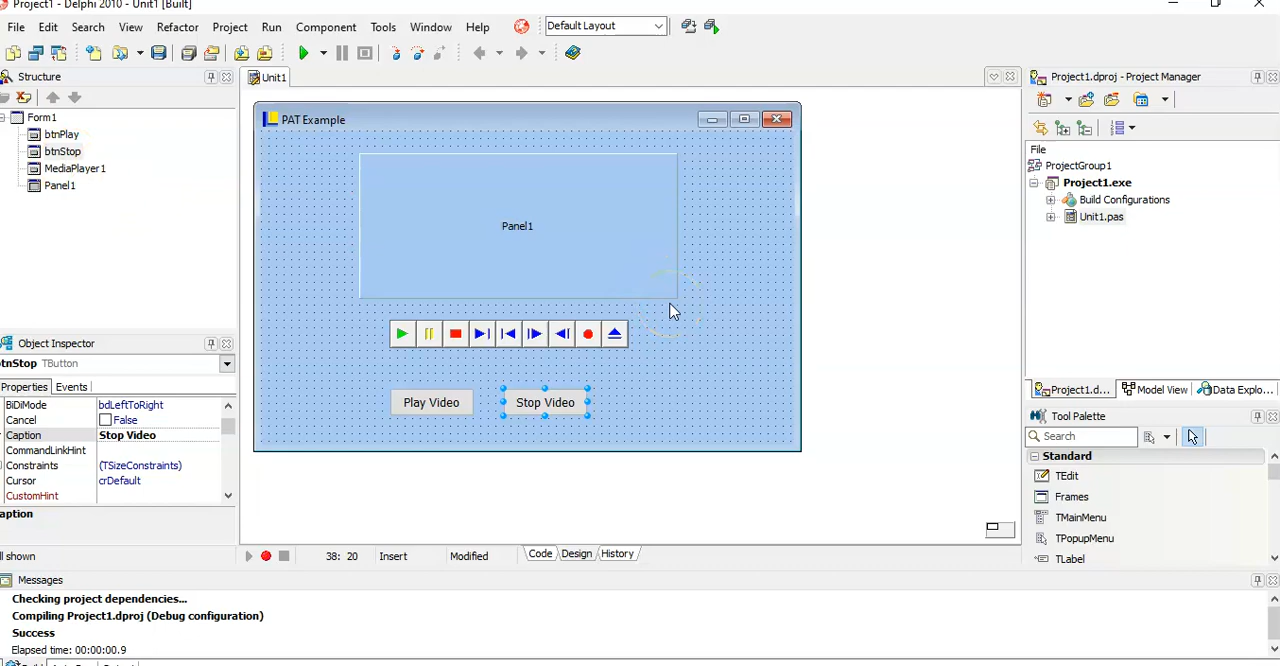 Project1 - Delphi 2010 - Unit1 [Built]
File Edit Search View Refactor Project Run Component Tools Window Help Default Layout
Structure
Form1
btnPlay
btnStop
MediaPlayer1
Panel1
Object Inspector
btnStop TButton
Properties Events
BiDiMode bdLeftToRight
Cancel False
Caption Stop Video
CommandLinkHint
Constraints (TSizeConstraints)
Cursor crDefault
CustomHint
aption
ll shown
Unit1
PAT Example
Panel1
Play Video Stop Video
38: 20 Insert Modified Code Design History
Project1.dproj - Project Manager
File
ProjectGroup1
Project1.exe
Build Configurations
Unit1.pas
Project1.d... Model View Data Explo...
Tool Palette
Search
Standard
TEdit
Frames
TMainMenu
TPopupMenu
TLabel
Messages
Checking project dependencies...
Compiling Project1.dproj (Debug configuration)
Success
Elapsed time: 00:00:00.9